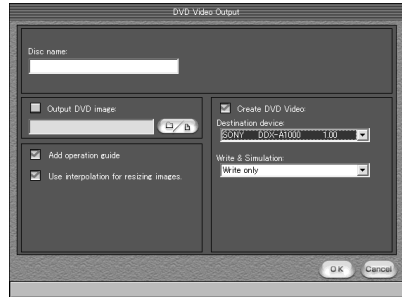 DVD Video Output
Disc name:
Output DVD image:
Add operation guide
Use interpolation for resizing images.
Create DVD Video:
Destination device:
SONY DDX-A1000 1.00
Write & Simulation:
Write only
OK Cancel